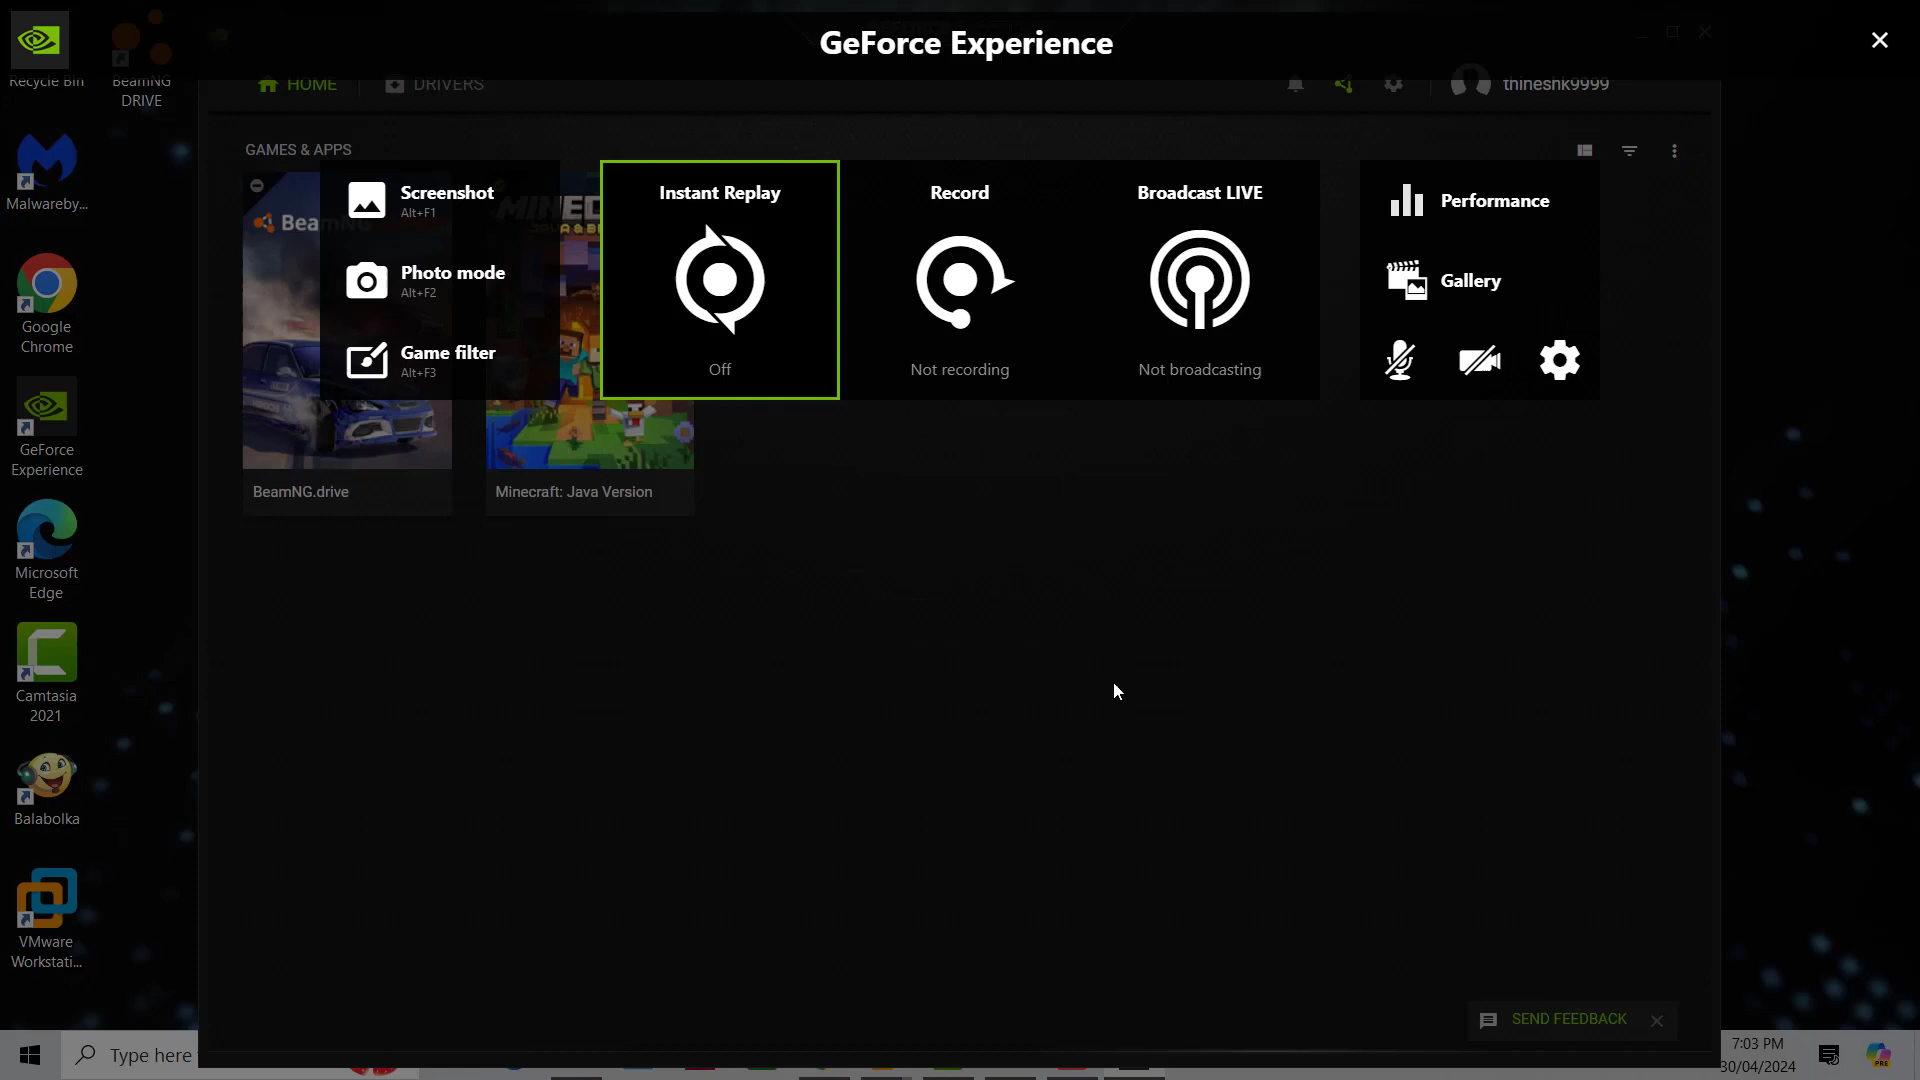 GeForce Experience
Recycle Bin
BeamNG
DRIVE
Malwareby...
Google
Chrome
GeForce
Experience
Microsoft
Edge
Camtasia
2021
Balabolka
VMware
Workstati...
HOME
DRIVERS
thineshk9999
GAMES & APPS
Screenshot
Alt+F1
Photo mode
Alt+F2
Game filter
Alt+F3
Instant Replay
Off
Record
Not recording
Broadcast LIVE
Not broadcasting
Performance
Gallery
BeamNG.drive
Minecraft: Java Version
SEND FEEDBACK
Type here
7:03 PM
30/04/2024
PRE